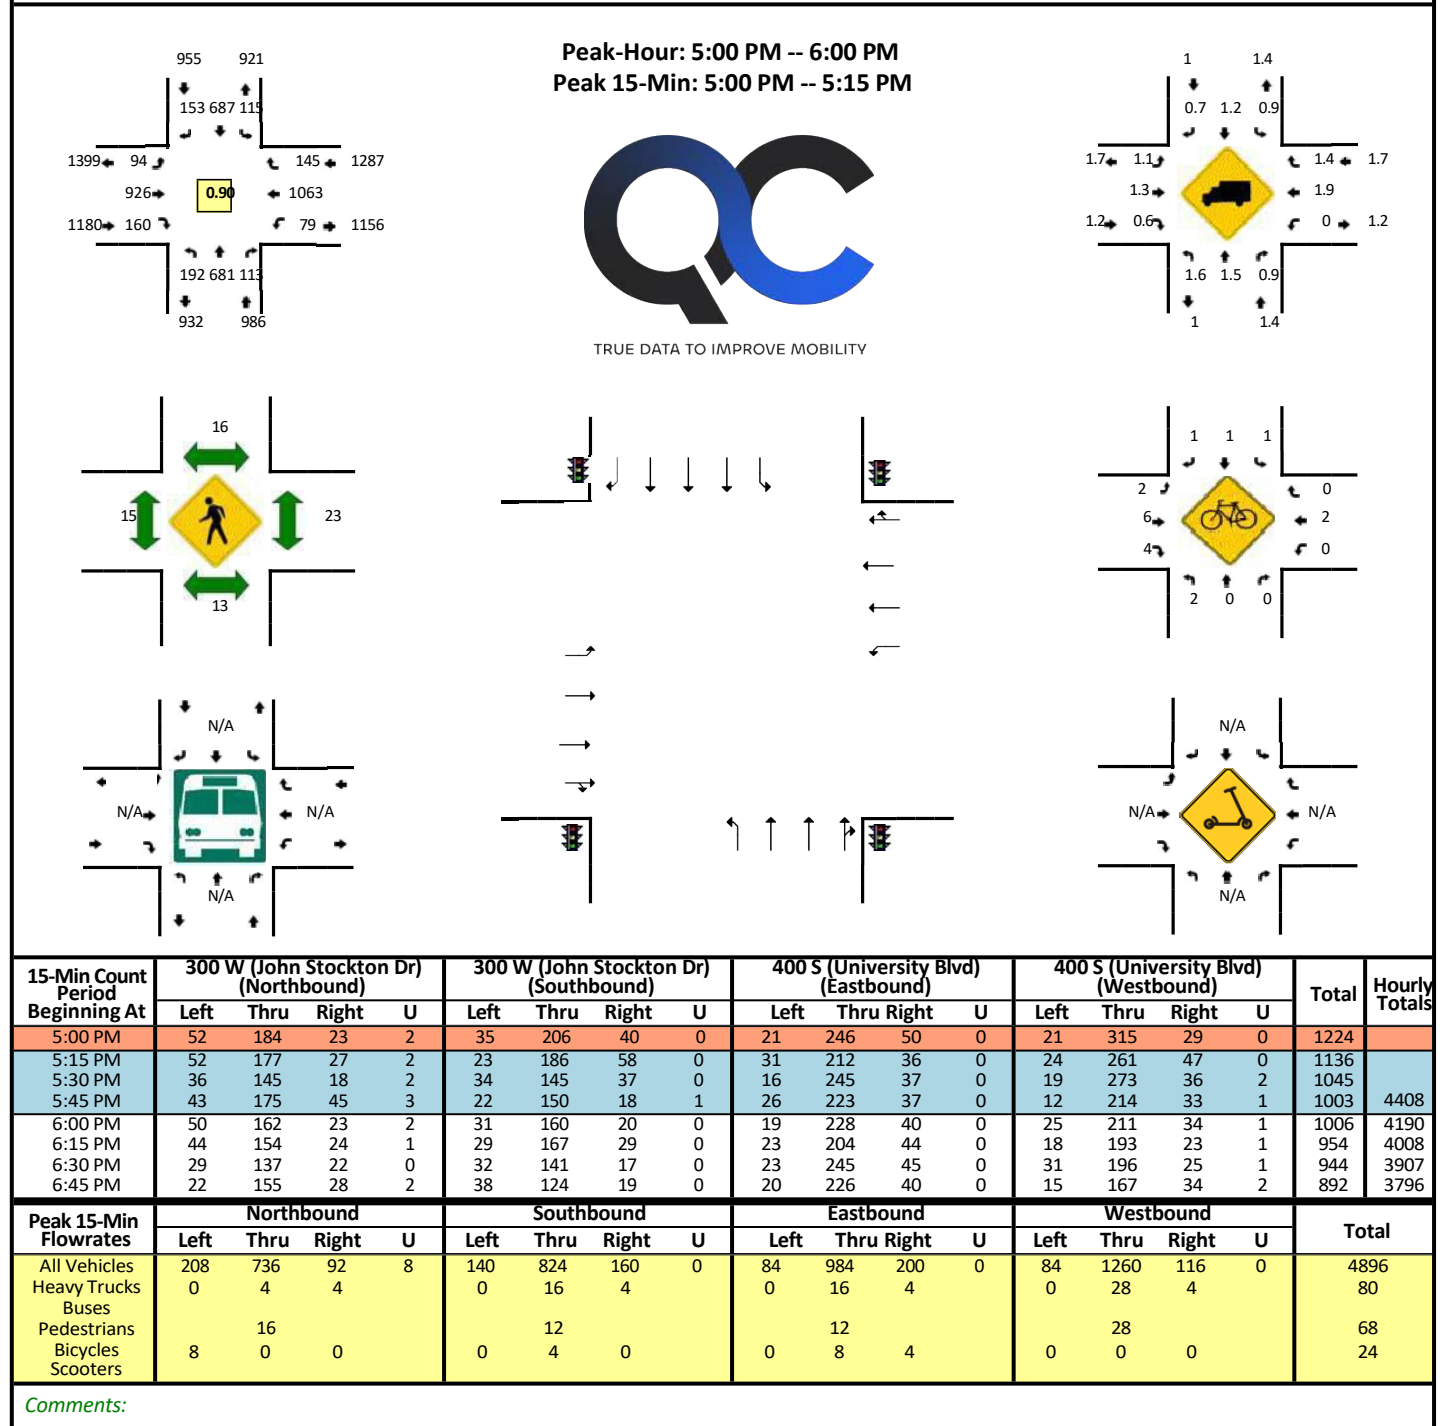 Peak-Hour: 5:00 PM -- 6:00 PM
Peak 15-Min: 5:00 PM -- 5:15 PM
955 921
153 687 115
1399 94 145 1287
926 0.90 1063
1180 160 79 1156
192 681 113
932 986
TRUE DATA TO IMPROVE MOBILITY
1 1.4
0.7 1.2 0.9
1.7 1.1 1.4 1.7
1.3 1.9
1.2 0.6 0 1.2
1.6 1.5 0.9
1 1.4
16
15 23
13
1 1 1
2 0
6 2
4 0
2 0 0
N/A
N/A N/A
N/A
N/A
N/A N/A
N/A
15-Min Count Period Beginning At 300 W (John Stockton Dr) (Northbound) 300 W (John Stockton Dr) (Southbound) 400 S (University Blvd) (Eastbound) 400 S (University Blvd) (Westbound) Total Hourly Totals
Left Thru Right U Left Thru Right U Left Thru Right U Left Thru Right U
5:00 PM 52 184 23 2 35 206 40 0 21 246 50 0 21 315 29 0 1224
5:15 PM 52 177 27 2 23 186 58 0 31 212 36 0 24 261 47 0 1136
5:30 PM 36 145 18 2 34 145 37 0 16 245 37 0 19 273 36 2 1045
5:45 PM 43 175 45 3 22 150 18 1 26 223 37 0 12 214 33 1 1003 4408
6:00 PM 50 162 23 2 31 160 20 0 19 228 40 0 25 211 34 1 1006 4190
6:15 PM 44 154 24 1 29 167 29 0 23 204 44 0 18 193 23 1 954 4008
6:30 PM 29 137 22 0 32 141 17 0 23 245 45 0 31 196 25 1 944 3907
6:45 PM 22 155 28 2 38 124 19 0 20 226 40 0 15 167 34 2 892 3796
Peak 15-Min Flowrates Northbound Southbound Eastbound Westbound Total
Left Thru Right U Left Thru Right U Left Thru Right U Left Thru Right U
All Vehicles 208 736 92 8 140 824 160 0 84 984 200 0 84 1260 116 0 4896
Heavy Trucks 0 4 4 0 16 4 0 16 4 0 28 4 80
Buses
Pedestrians 16 12 12 28 68
Bicycles 8 0 0 0 4 0 0 8 4 0 0 0 24
Scooters
Comments: